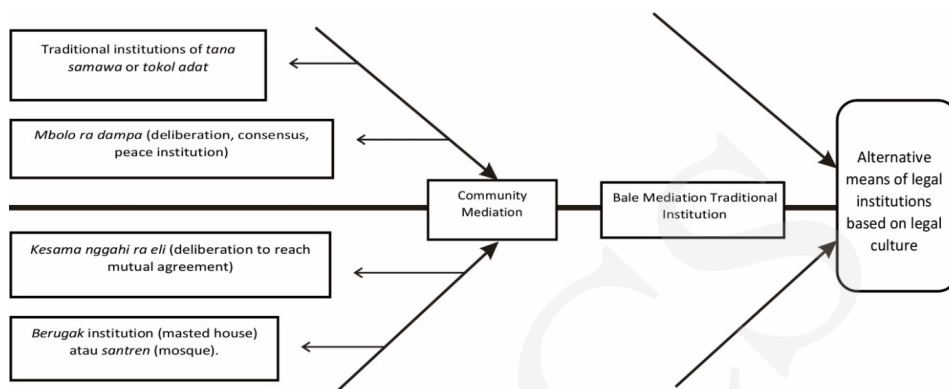 Traditional institutions of tana
samawa or tokol adat
Mbolo ra dampa (deliberation, consensus,
peace institution)
Kesama nggahi ra eli (deliberation to reach
mutual agreement)
Berugak institution (masted house)
atau santren (mosque).
Community
Mediation
Bale Mediation Traditional
Institution
Alternative
means of legal
institutions
based on legal
culture
CS